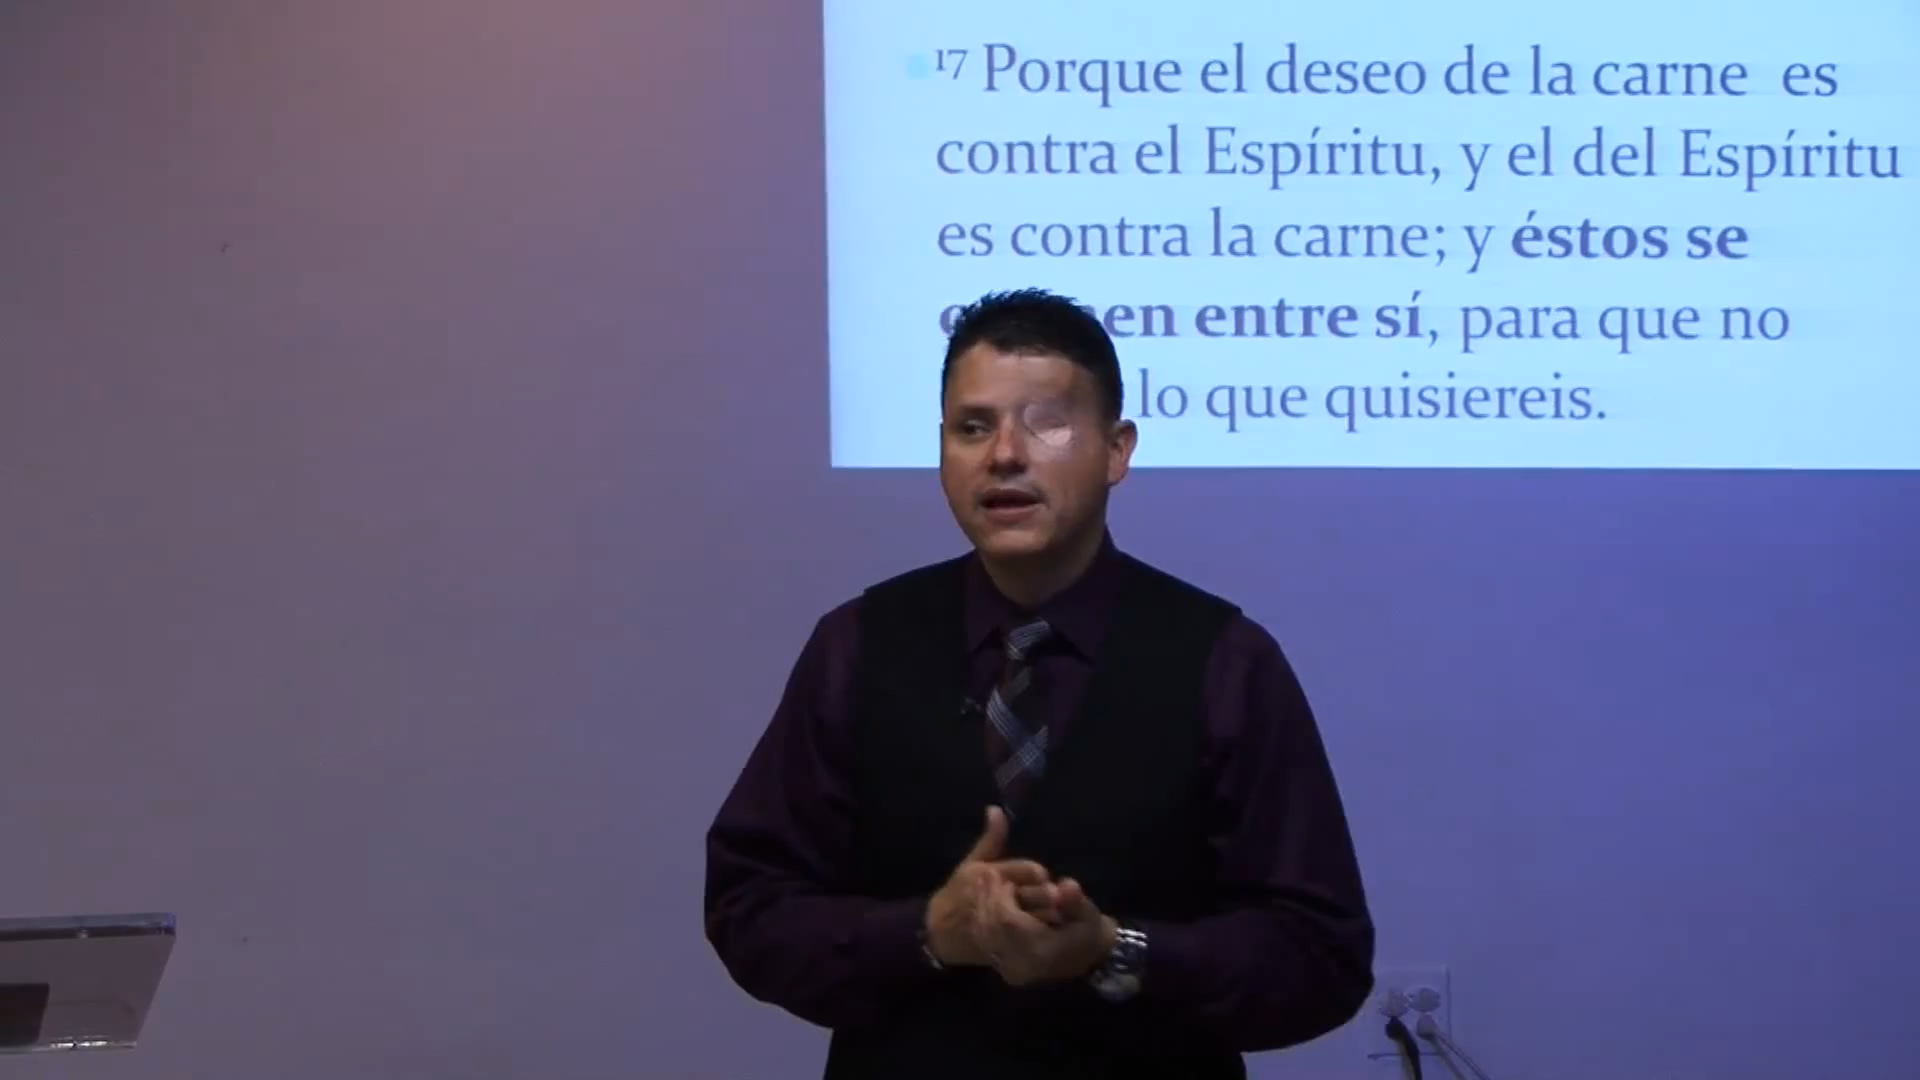 17 Porque el deseo de la carne es
contra el Espíritu, y el del Espíritu
es contra la carne; y éstos se
entre sí, para que no
lo que quisiereis.